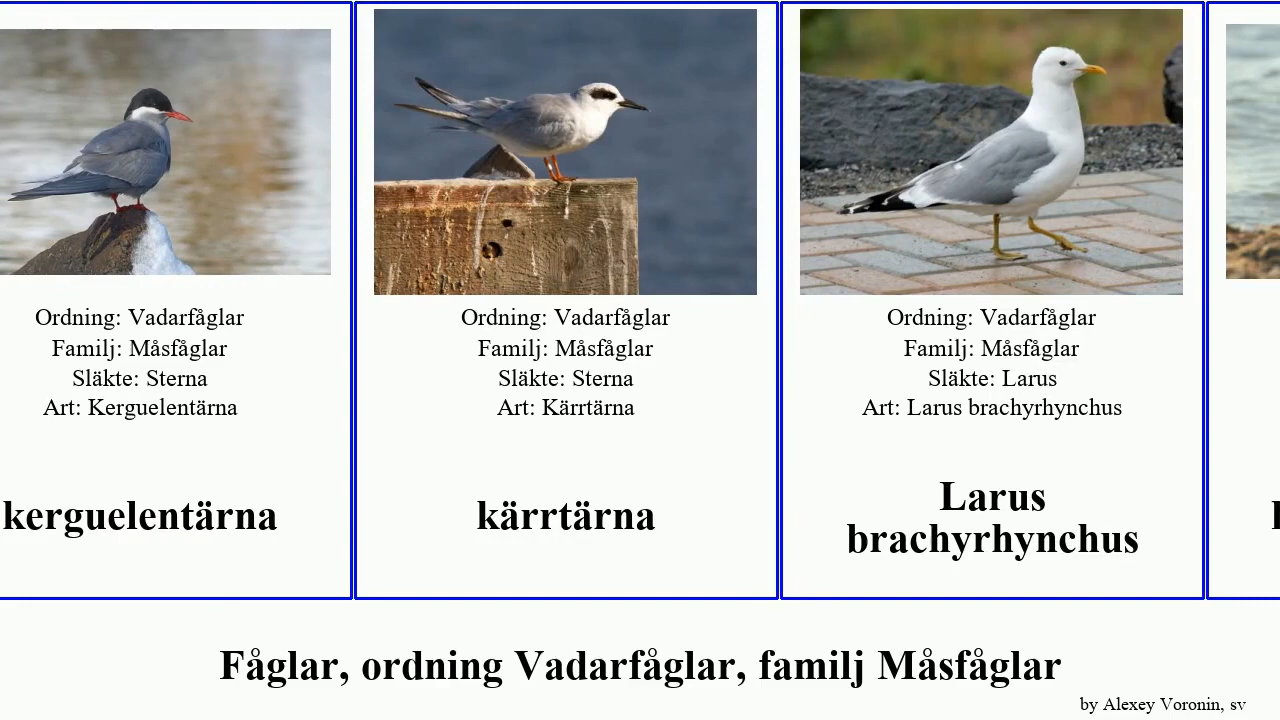 Ordning: Vadarfåglar
Familj: Måsfåglar
Släkte: Sterna
Art: Kerguelentärna
kerguelentärna
Ordning: Vadarfåglar
Familj: Måsfåglar
Släkte: Sterna
Art: Kärrtärna
kärrtärna
Ordning: Vadarfåglar
Familj: Måsfåglar
Släkte: Larus
Art: Larus brachyrhynchus
Larus
brachyrhynchus
Fåglar, ordning Vadarfåglar, familj Måsfåglar
by Alexey Voronin, sv